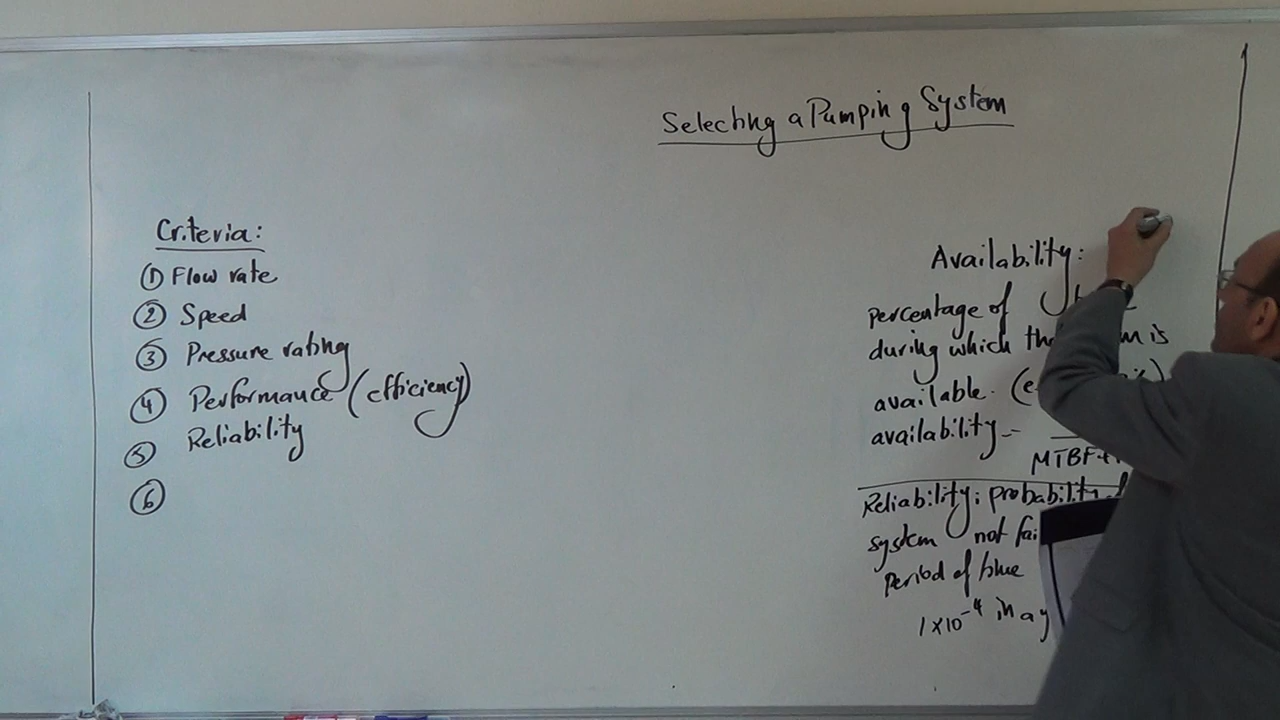 Selecting a Pumping System
Criteria:
① Flow rate
② Speed
③ Pressure rating
④ Performance (efficiency)
⑤ Reliability
⑥
Availability:
percentage of
during which the is
available.
availability =
MTBF+
Reliability: probability
system not
period of time
1×10⁻⁴ in a